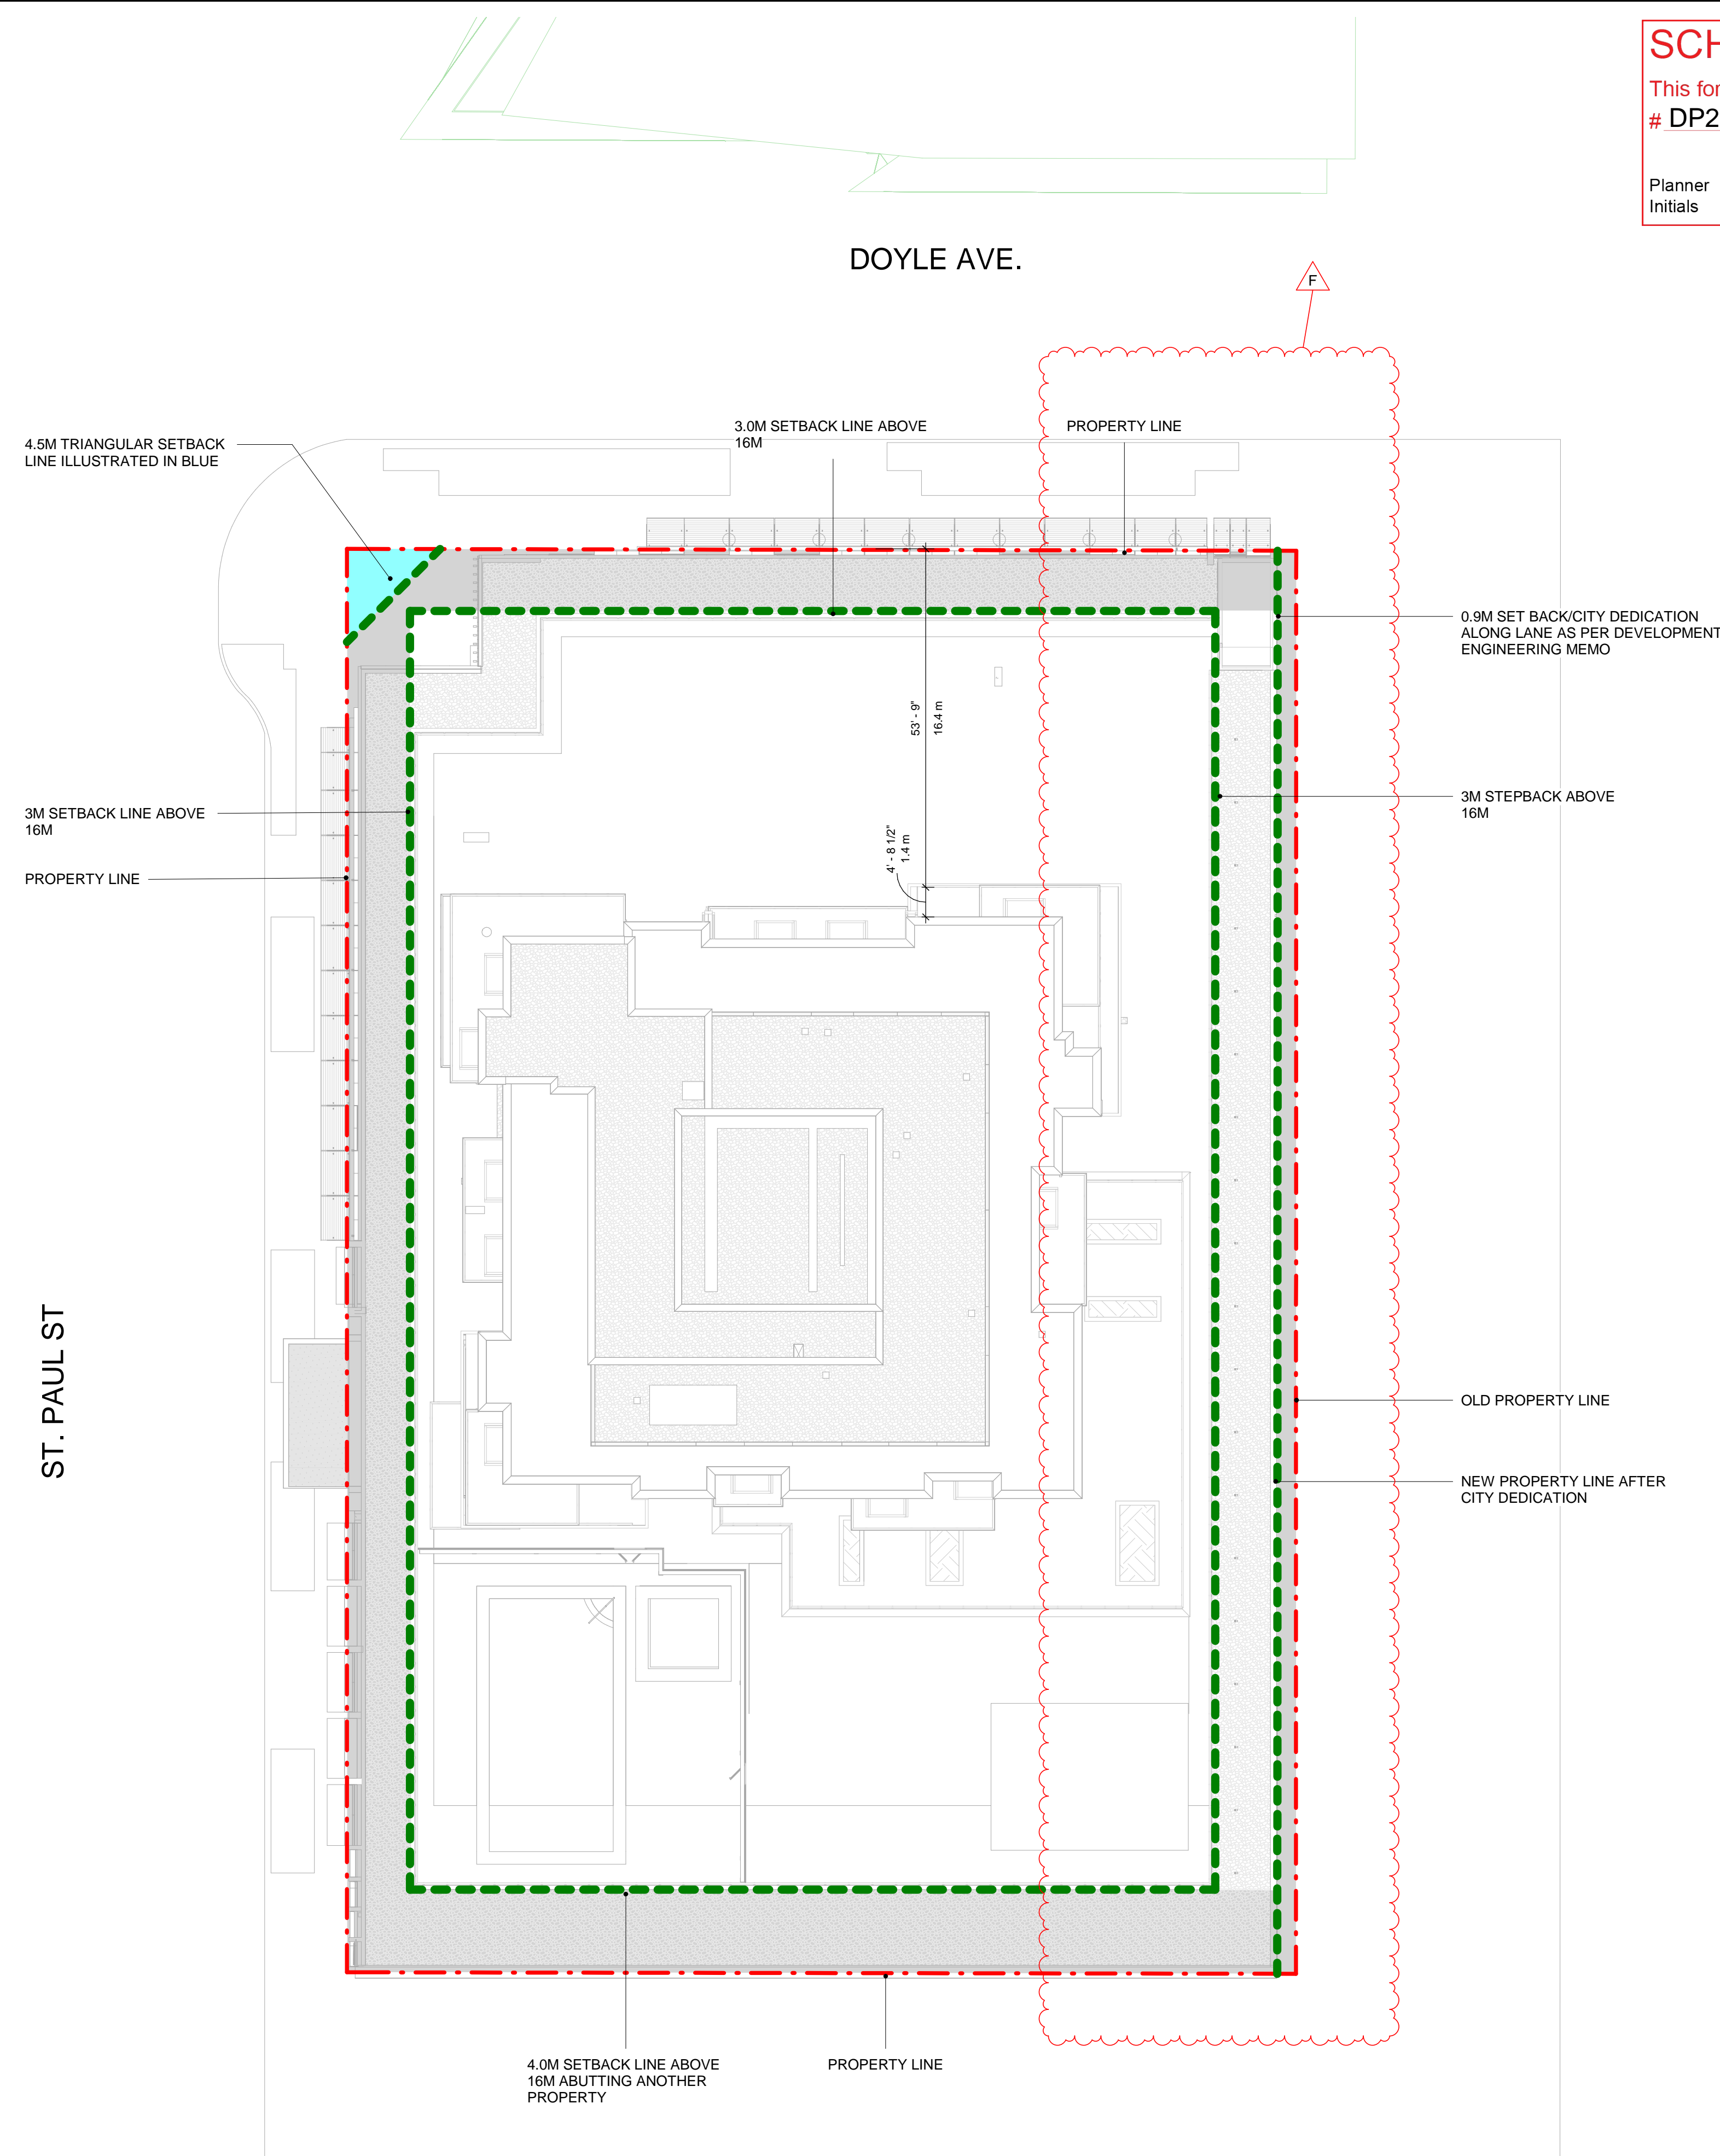 SCH
This for
# DP2
Planner
Initials
DOYLE AVE.
F
4.5M TRIANGULAR SETBACK
LINE ILLUSTRATED IN BLUE
3.0M SETBACK LINE ABOVE
16M
PROPERTY LINE
0.9M SET BACK/CITY DEDICATION
ALONG LANE AS PER DEVELOPMENT
ENGINEERING MEMO
53' - 9"
16.4 m
3M STEPBACK ABOVE
16M
3M SETBACK LINE ABOVE
16M
4' - 8 1/2"
1.4 m
PROPERTY LINE
ST. PAUL ST
OLD PROPERTY LINE
NEW PROPERTY LINE AFTER
CITY DEDICATION
4.0M SETBACK LINE ABOVE
16M ABUTTING ANOTHER
PROPERTY
PROPERTY LINE